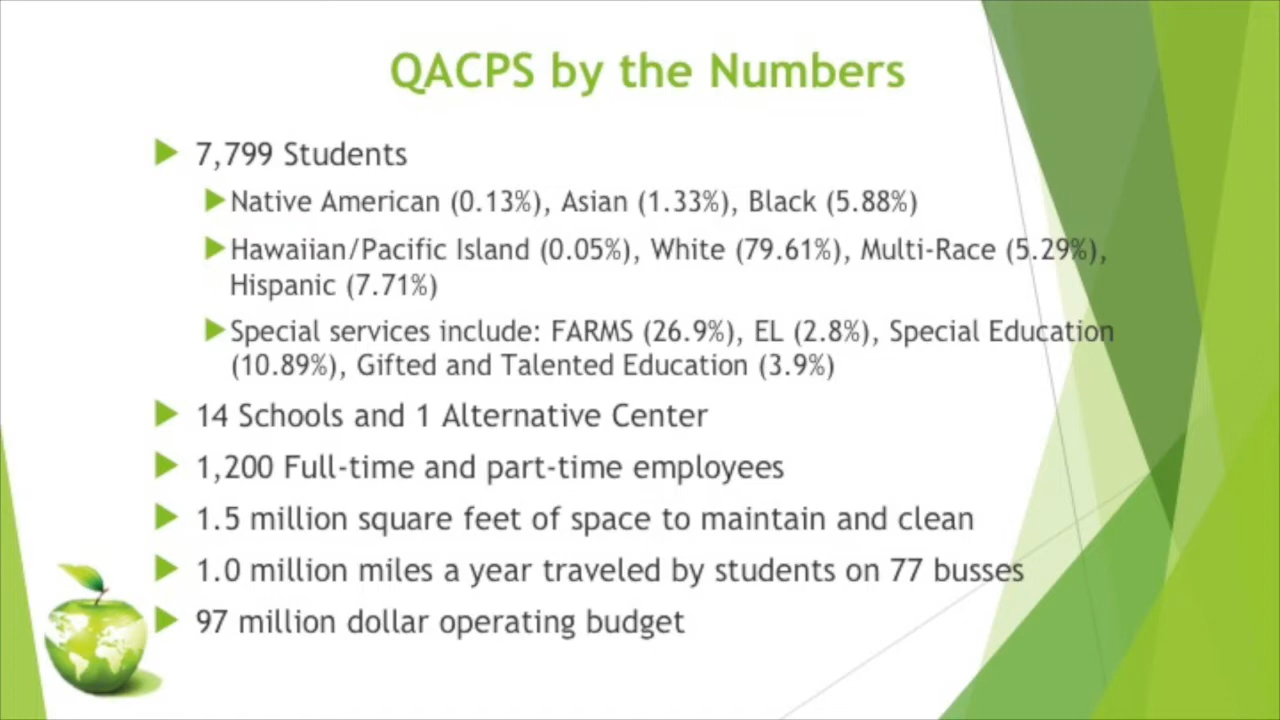 QACPS by the Numbers
7,799 Students
Native American (0.13%), Asian (1.33%), Black (5.88%)
Hawaiian/Pacific Island (0.05%), White (79.61%), Multi-Race (5.29%),
Hispanic (7.71%)
Special services include: FARMS (26.9%), EL (2.8%), Special Education
(10.89%), Gifted and Talented Education (3.9%)
14 Schools and 1 Alternative Center
1,200 Full-time and part-time employees
1.5 million square feet of space to maintain and clean
1.0 million miles a year traveled by students on 77 busses
97 million dollar operating budget